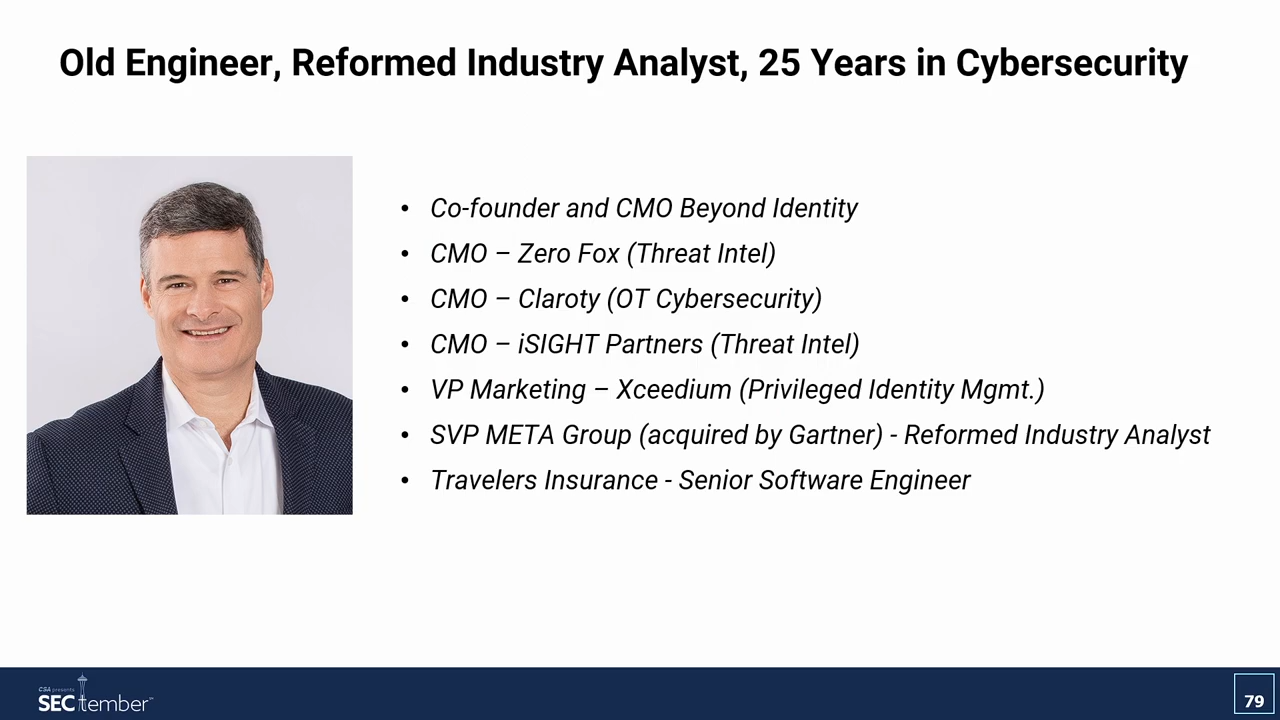 Old Engineer, Reformed Industry Analyst, 25 Years in Cybersecurity
• Co-founder and CMO Beyond Identity
• CMO – Zero Fox (Threat Intel)
• CMO – Claroty (OT Cybersecurity)
• CMO – iSIGHT Partners (Threat Intel)
• VP Marketing – Xceedium (Privileged Identity Mgmt.)
• SVP META Group (acquired by Gartner) - Reformed Industry Analyst
• Travelers Insurance - Senior Software Engineer
CSA presents
SECtember
79